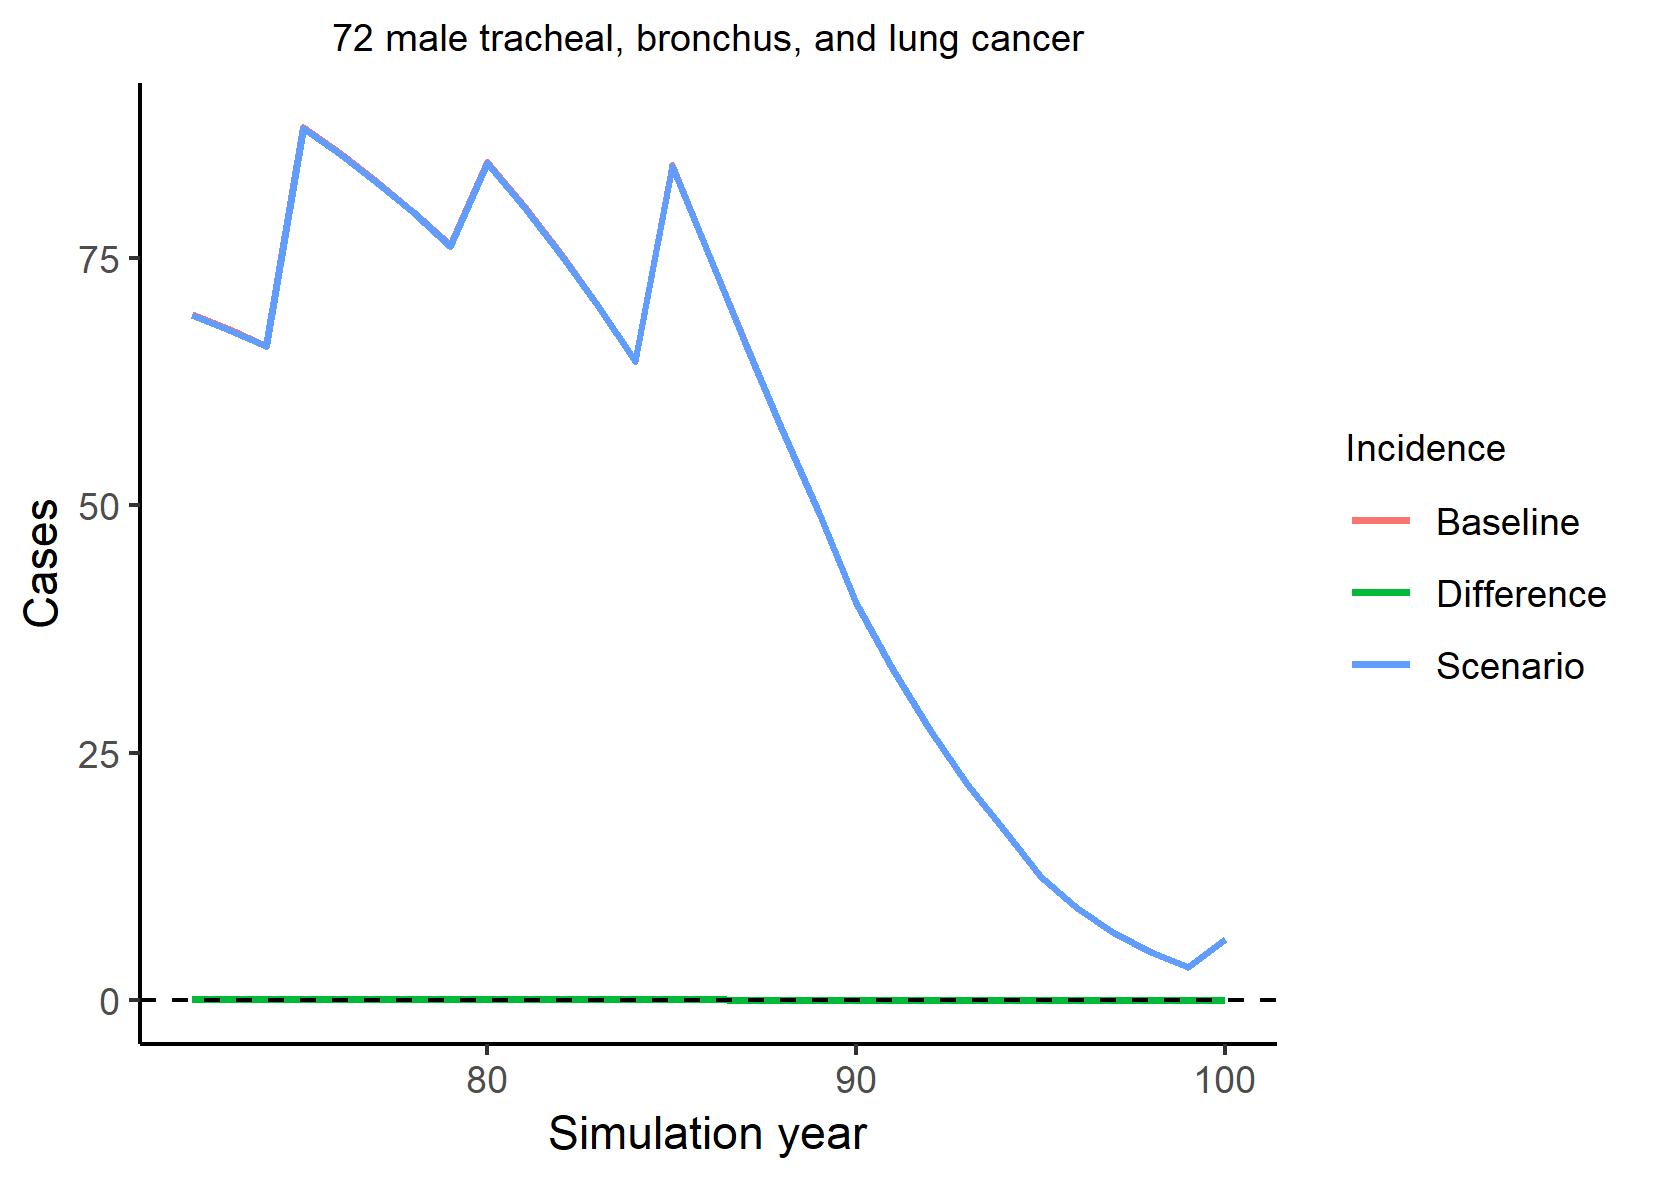 72 male tracheal, bronchus, and lung cancer
75
50
25
0
Cases
80
90
100
Simulation year
Incidence
Baseline
Difference
Scenario